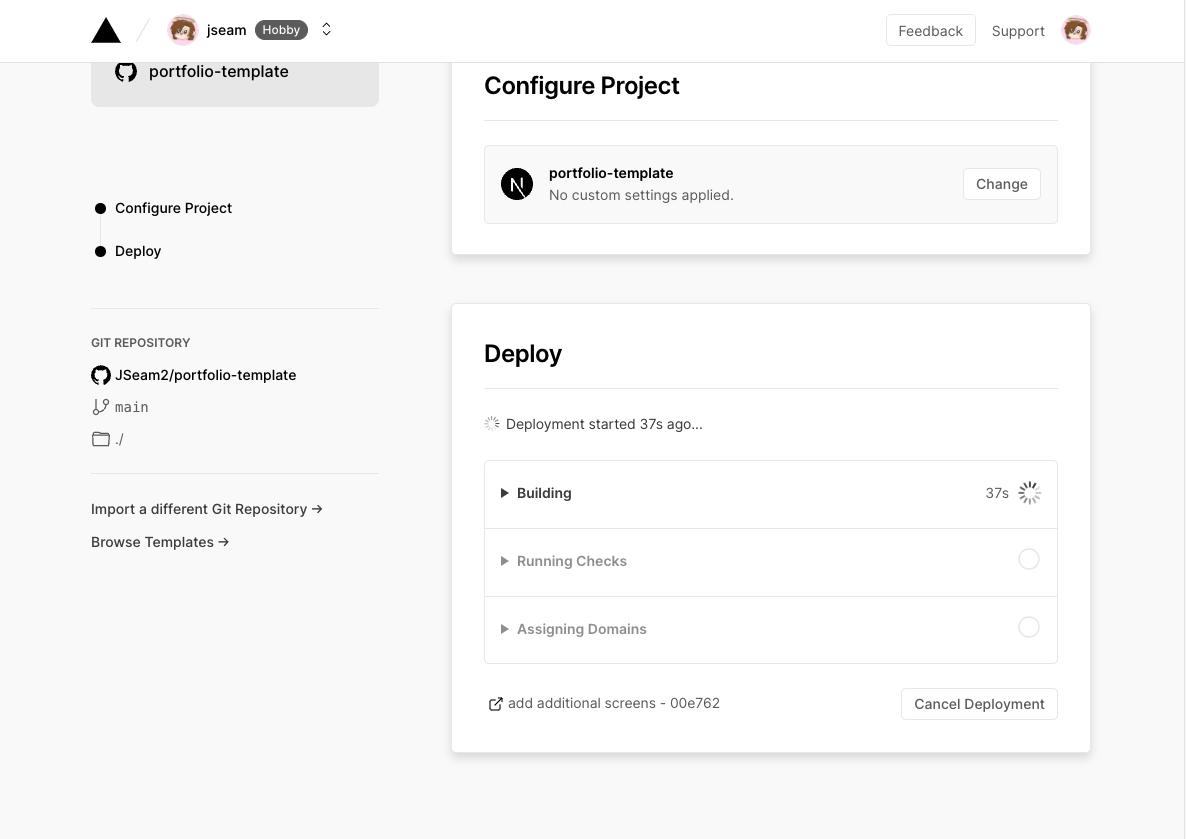 jseam Hobby
Feedback Support
portfolio-template
Configure Project
portfolio-template
No custom settings applied.
Change
Configure Project
Deploy
GIT REPOSITORY
JSeam2/portfolio-template
main
./
Import a different Git Repository →
Browse Templates →
Deploy
Deployment started 37s ago...
Building 37s
Running Checks
Assigning Domains
add additional screens - 00e762
Cancel Deployment